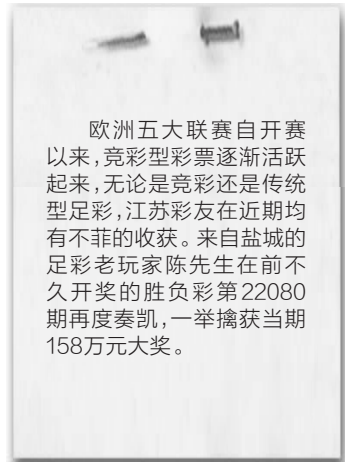 欧洲五大联赛自开赛
以来，竞彩型彩票逐渐活跃
起来，无论是竞彩还是传统
型足彩，江苏彩友在近期均
有不菲的收获。来自盐城的
足彩老玩家陈先生在前不
久开奖的胜负彩第22080
期再度奏凯，一举擒获当期
158万元大奖。